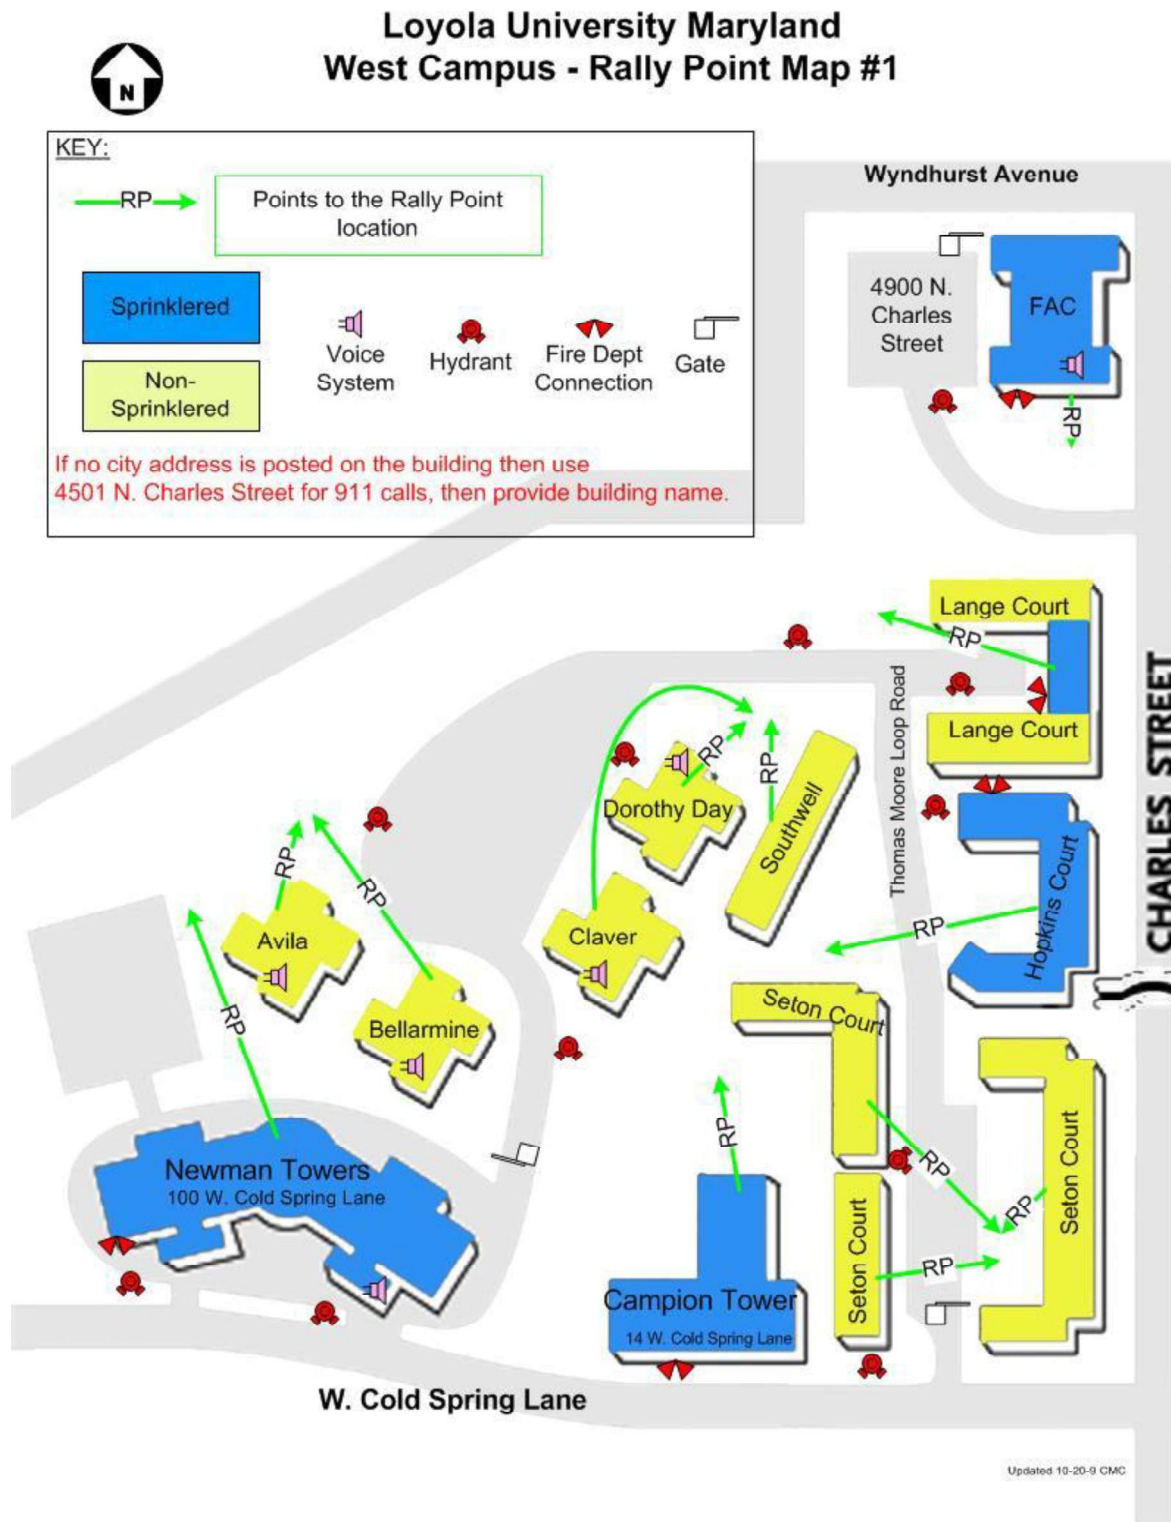 Loyola University Maryland
West Campus - Rally Point Map #1
N
KEY:
RP
Points to the Rally Point
location
Sprinklered
Non-
Sprinklered
Voice
System
Hydrant
Fire Dept
Connection
Gate
If no city address is posted on the building then use
4501 N. Charles Street for 911 calls, then provide building name.
Wyndhurst Avenue
4900 N.
Charles
Street
FAC
RP
Lange Court
RP
Lange Court
Thomas Moore Loop Road
CHARLES STREET
Dorothy Day
RP
RP
Southwell
Hopkins Court
RP
RP
RP
Avila
Claver
Bellarmine
RP
Seton Court
RP
Seton Court
RP
RP
Newman Towers
100 W. Cold Spring Lane
Seton Court
RP
Campion Tower
14 W. Cold Spring Lane
W. Cold Spring Lane
Updated 10-20-9 CMC